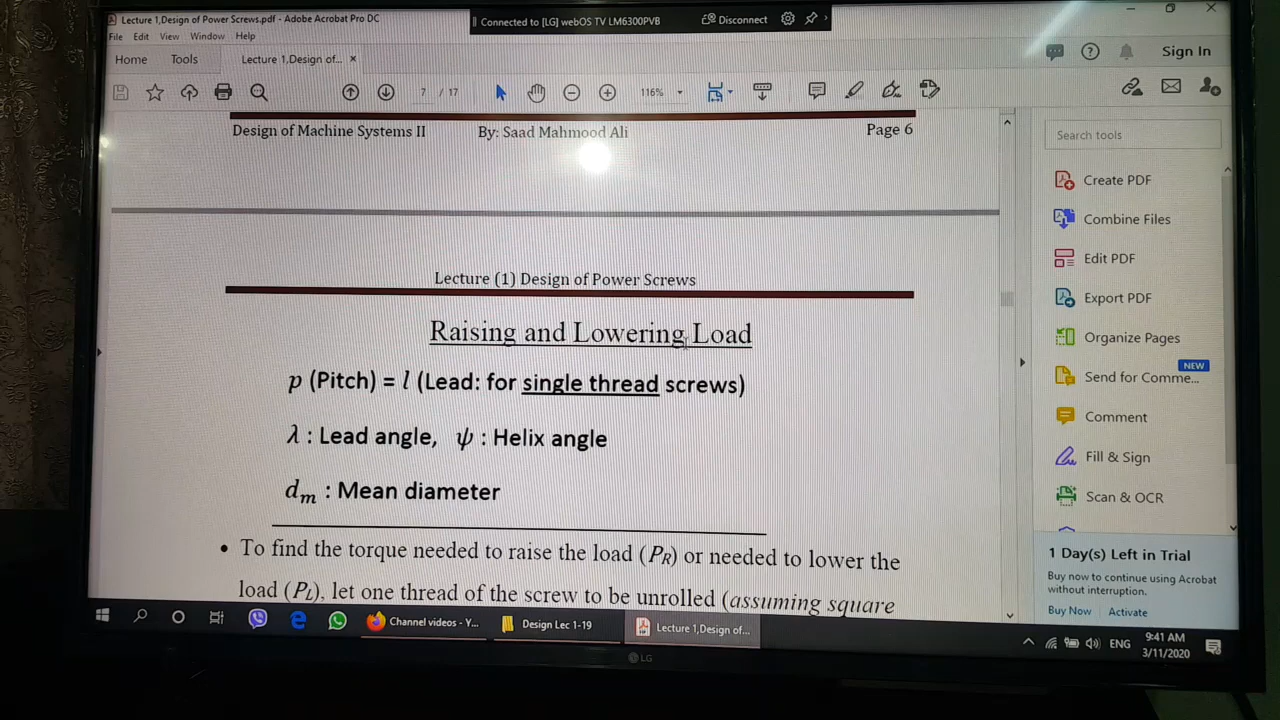 Lecture 1,Design of Power Screws.pdf - Adobe Acrobat Pro DC
Connected to [LG] webOS TV LM6300PVB
Disconnect
File Edit View Window Help
Home Tools Lecture 1,Design of... ×
Sign In
7 / 17
116%
Design of Machine Systems II By: Saad Mahmood Ali Page 6
Lecture (1) Design of Power Screws
Raising and Lowering Load
p (Pitch) = l (Lead: for single thread screws)
λ : Lead angle, ψ : Helix angle
dm : Mean diameter
• To find the torque needed to raise the load (PR) or needed to lower the
load (PL), let one thread of the screw to be unrolled (assuming square
Search tools
Create PDF
Combine Files
Edit PDF
Export PDF
Organize Pages
NEW
Send for Comme...
Comment
Fill & Sign
Scan & OCR
1 Day(s) Left in Trial
Buy now to continue using Acrobat
without interruption.
Buy Now Activate
Channel videos - Y...
Design Lec 1-19
Lecture 1,Design of...
ENG
9:41 AM
3/11/2020
LG